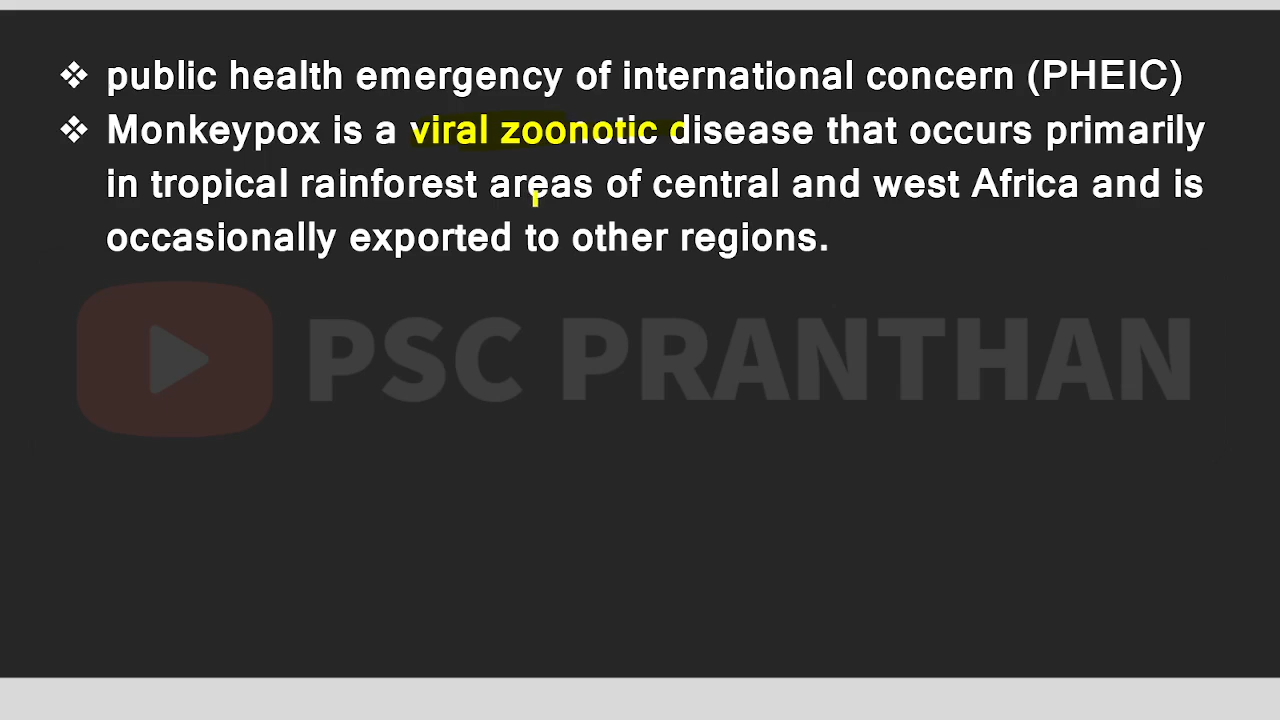 ❖ public health emergency of international concern (PHEIC)
❖ Monkeypox is a viral zoonotic disease that occurs primarily
in tropical rainforest areas of central and west Africa and is
occasionally exported to other regions.
PSC PRANTHAN